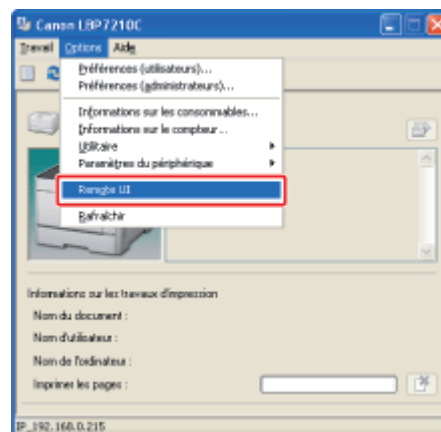 Canon LBP7210C
Travail Options Aide
Préférences (utilisateurs)...
Préférences (administrateurs)...
Informations sur les consommables...
Informations sur le compteur...
Utilitaire
Paramètres du périphérique
Remote UI
Rafraîchir
Informations sur les travaux d'impression
Nom du document :
Nom d'utilisateur :
Nom de l'ordinateur :
Imprimer les pages :
IP_192.168.0.215